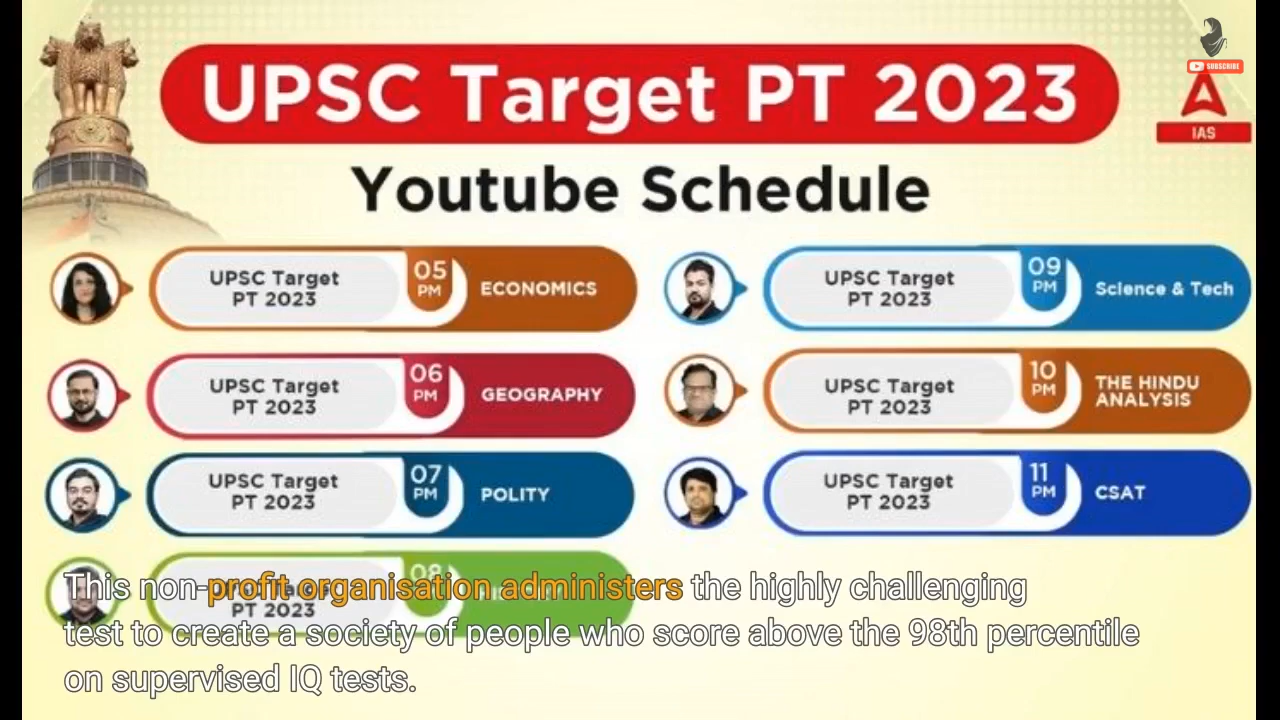 UPSC Target PT 2023
SUBSCRIBE
IAS
Youtube Schedule
UPSC Target
PT 2023
05
PM
ECONOMICS
UPSC Target
PT 2023
06
PM
GEOGRAPHY
UPSC Target
PT 2023
07
PM
POLITY
PT 2023
08
UPSC Target
PT 2023
09
PM
Science & Tech
UPSC Target
PT 2023
10
PM
THE HINDU
ANALYSIS
UPSC Target
PT 2023
11
PM
CSAT
This non-profit organisation administers the highly challenging
test to create a society of people who score above the 98th percentile
on supervised IQ tests.